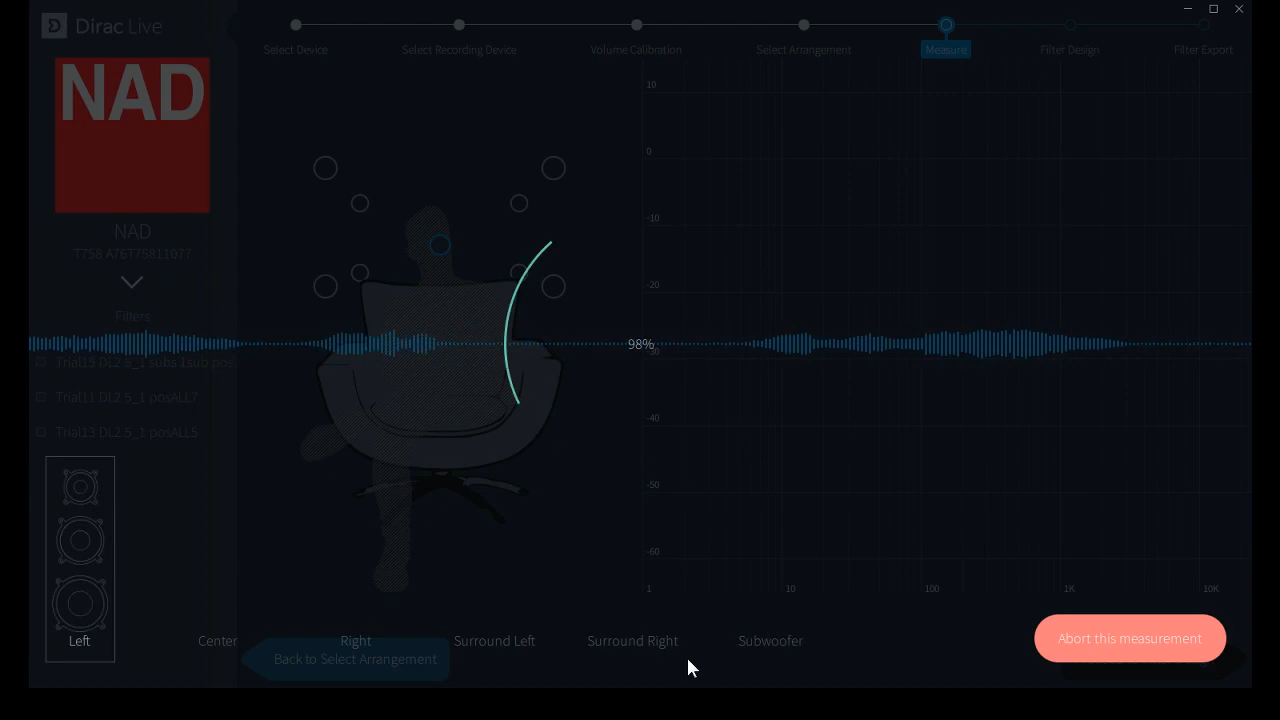 Dirac Live
Select Device
Select Recording Device
Volume Calibration
Select Arrangement
Measure
Filter Design
Filter Export
NAD
NAD
T758 A76T75811077
Filters
Trial15 DL2 5_1 subs 1sub pos
Trial11 DL2 5_1 posALL7
Trial13 DL2 5_1 posALL5
10
0
-10
-20
-30
-40
-50
-60
1
10
100
1K
10K
98%
Left
Center
Right
Surround Left
Surround Right
Subwoofer
Abort this measurement
Back to Select Arrangement